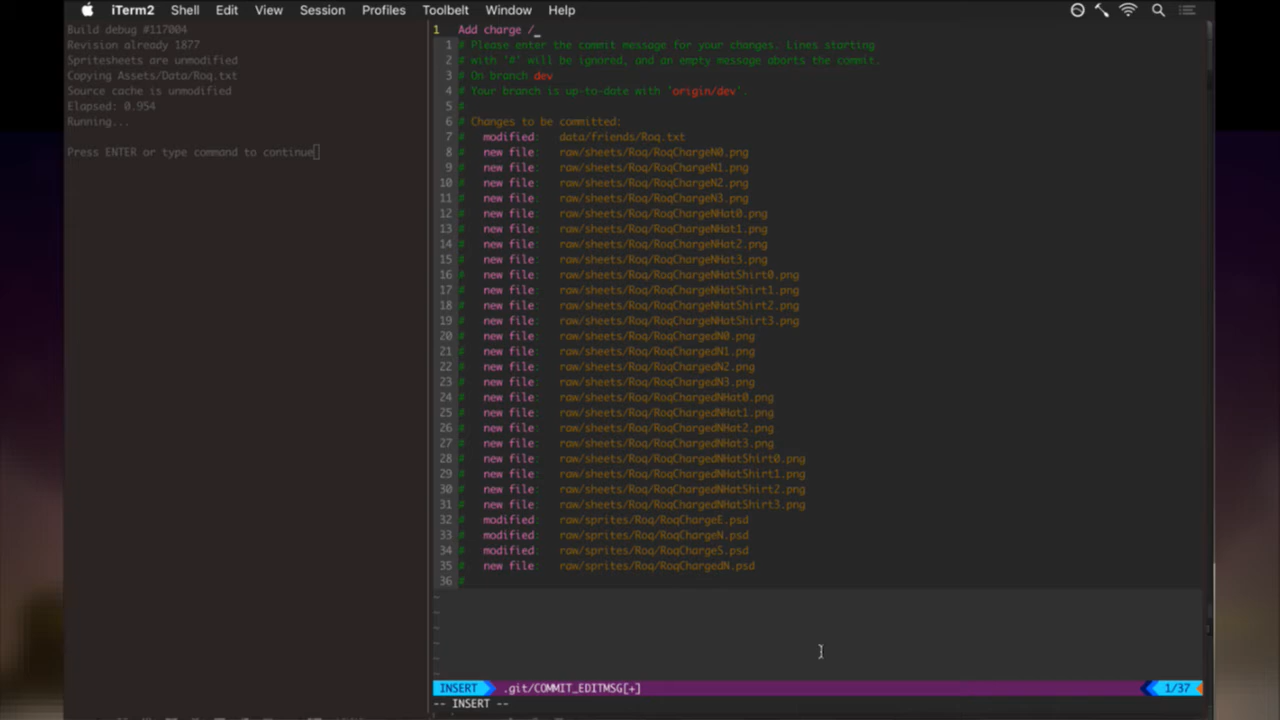 iTerm2 Shell Edit View Session Profiles Toolbelt Window Help
Build debug #117004
Revision already 1877
Spritesheets are unmodified
Copying Assets/Data/Roq.txt
Source cache is unmodified
Elapsed: 0.954
Running...
Press ENTER or type command to continue
1 Add charge /_
1 # Please enter the commit message for your changes. Lines starting
2 # with '#' will be ignored, and an empty message aborts the commit.
3 # On branch dev
4 # Your branch is up-to-date with 'origin/dev'.
5 #
6 # Changes to be committed:
7 # modified: data/friends/Roq.txt
8 # new file: raw/sheets/Roq/RoqChargeN0.png
9 # new file: raw/sheets/Roq/RoqChargeN1.png
10 # new file: raw/sheets/Roq/RoqChargeN2.png
11 # new file: raw/sheets/Roq/RoqChargeN3.png
12 # new file: raw/sheets/Roq/RoqChargeNHat0.png
13 # new file: raw/sheets/Roq/RoqChargeNHat1.png
14 # new file: raw/sheets/Roq/RoqChargeNHat2.png
15 # new file: raw/sheets/Roq/RoqChargeNHat3.png
16 # new file: raw/sheets/Roq/RoqChargeNHatShirt0.png
17 # new file: raw/sheets/Roq/RoqChargeNHatShirt1.png
18 # new file: raw/sheets/Roq/RoqChargeNHatShirt2.png
19 # new file: raw/sheets/Roq/RoqChargeNHatShirt3.png
20 # new file: raw/sheets/Roq/RoqChargedN0.png
21 # new file: raw/sheets/Roq/RoqChargedN1.png
22 # new file: raw/sheets/Roq/RoqChargedN2.png
23 # new file: raw/sheets/Roq/RoqChargedN3.png
24 # new file: raw/sheets/Roq/RoqChargedNHat0.png
25 # new file: raw/sheets/Roq/RoqChargedNHat1.png
26 # new file: raw/sheets/Roq/RoqChargedNHat2.png
27 # new file: raw/sheets/Roq/RoqChargedNHat3.png
28 # new file: raw/sheets/Roq/RoqChargedNHatShirt0.png
29 # new file: raw/sheets/Roq/RoqChargedNHatShirt1.png
30 # new file: raw/sheets/Roq/RoqChargedNHatShirt2.png
31 # new file: raw/sheets/Roq/RoqChargedNHatShirt3.png
32 # modified: raw/sprites/Roq/RoqChargeE.psd
33 # modified: raw/sprites/Roq/RoqChargeN.psd
34 # modified: raw/sprites/Roq/RoqChargeS.psd
35 # new file: raw/sprites/Roq/RoqChargedN.psd
36 #
~
~
~
~
~
~
INSERT .git/COMMIT_EDITMSG[+] 1/37
-- INSERT --